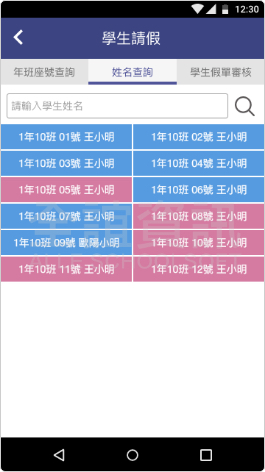 12:30
學生請假
年班座號查詢 姓名查詢 學生假單審核
請輸入學生姓名
1年10班 01號 王小明 1年10班 02號 王小明
1年10班 03號 王小明 1年10班 04號 王小明
1年10班 05號 王小明 1年10班 06號 王小明
1年10班 07號 王小明 1年10班 08號 王小明
1年10班 09號 歐陽小明 1年10班 10號 王小明
1年10班 11號 王小明 1年10班 12號 王小明
全誼資訊